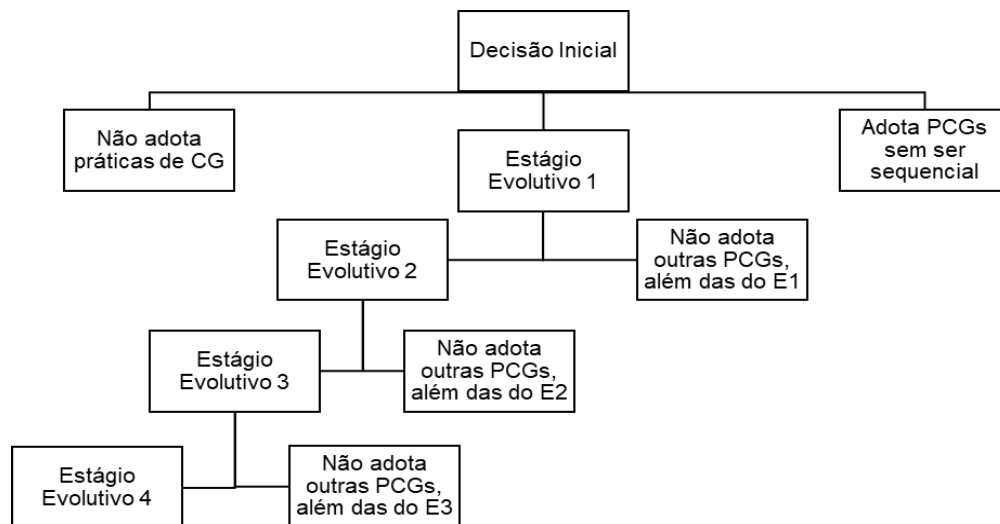 Decisão Inicial
Não adota
práticas de CG
Estágio
Evolutivo 1
Adota PCGs
sem ser
sequencial
Estágio
Evolutivo 2
Não adota
outras PCGs,
além das do E1
Estágio
Evolutivo 3
Não adota
outras PCGs,
além das do E2
Estágio
Evolutivo 4
Não adota
outras PCGs,
além das do E3